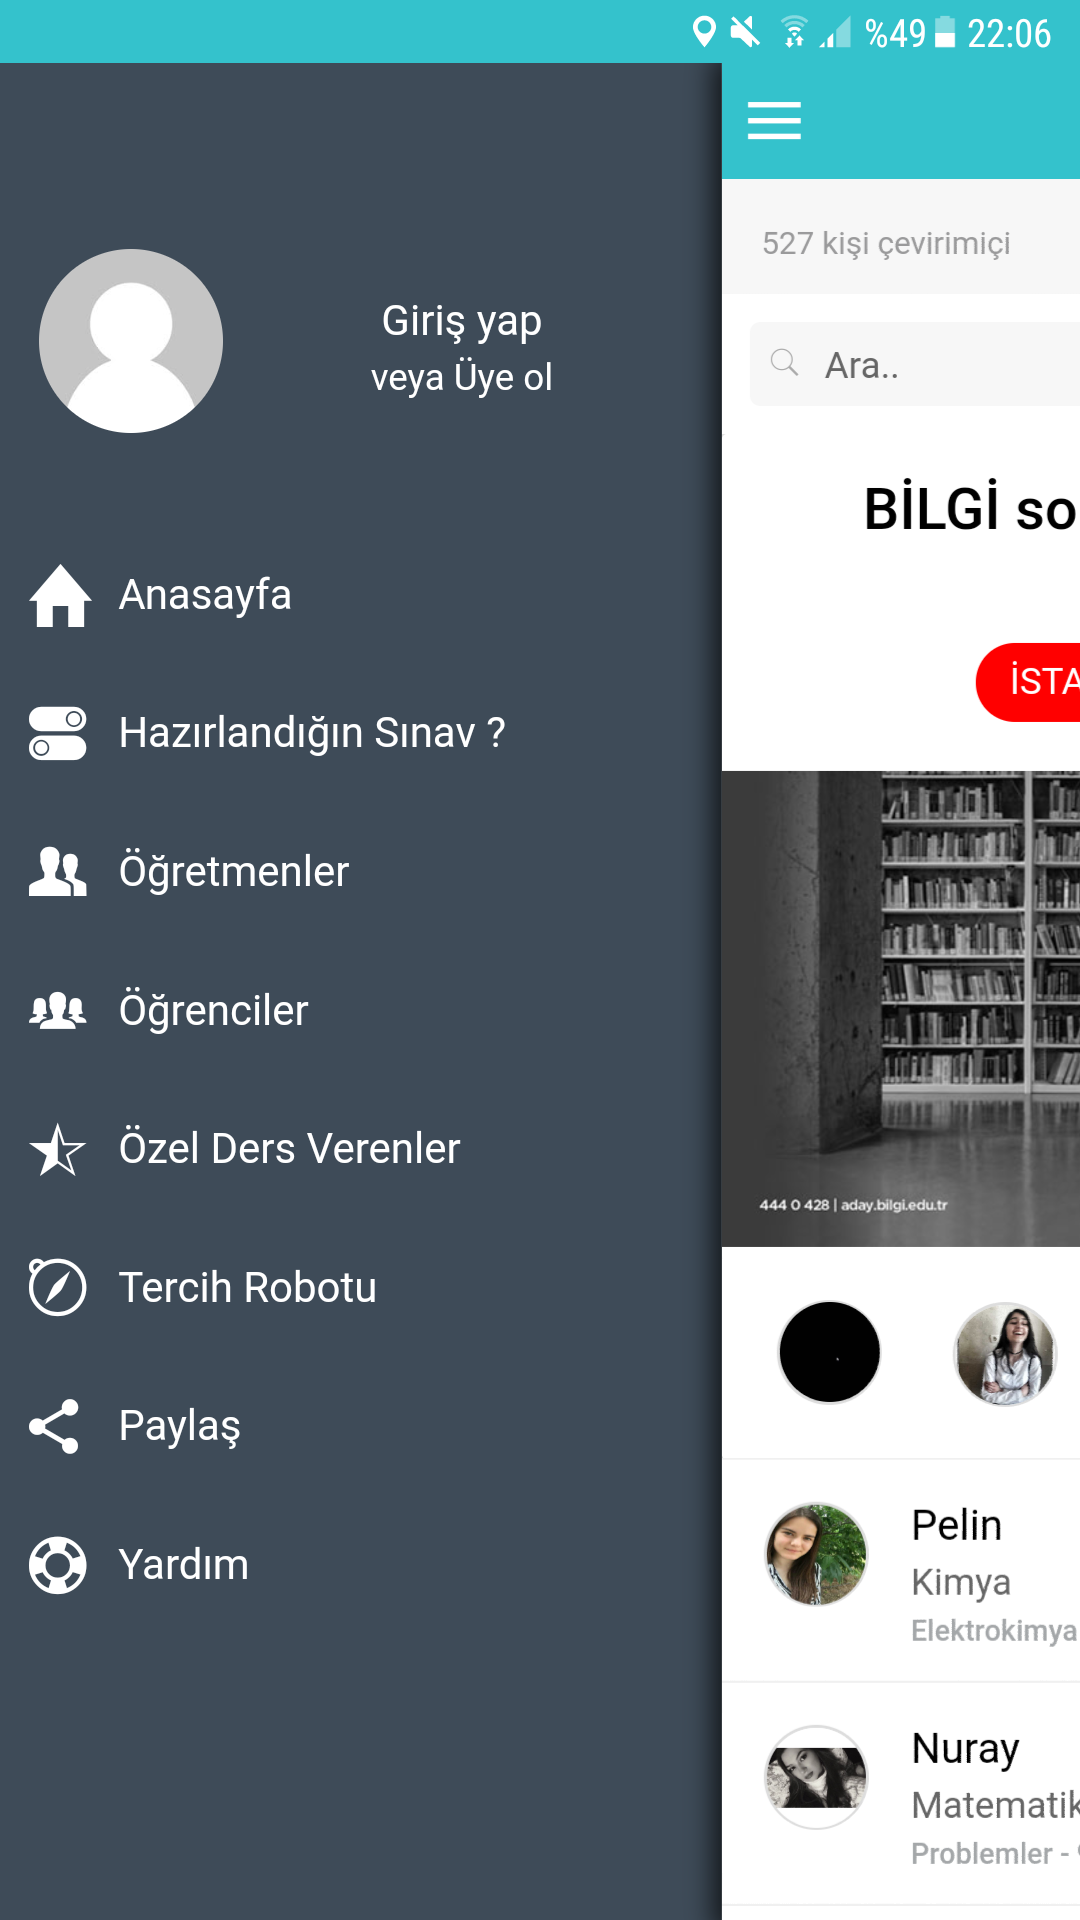 %49 22:06
Giriş yap
veya Üye ol
Anasayfa
Hazırlandığın Sınav ?
Öğretmenler
Öğrenciler
Özel Ders Verenler
Tercih Robotu
Paylaş
Yardım
527 kişi çevirimiçi
Ara..
BİLGİ so
İSTA
444 0 428 | aday.bilgi.edu.tr
Pelin
Kimya
Elektrokimya
Nuray
Matematik
Problemler -